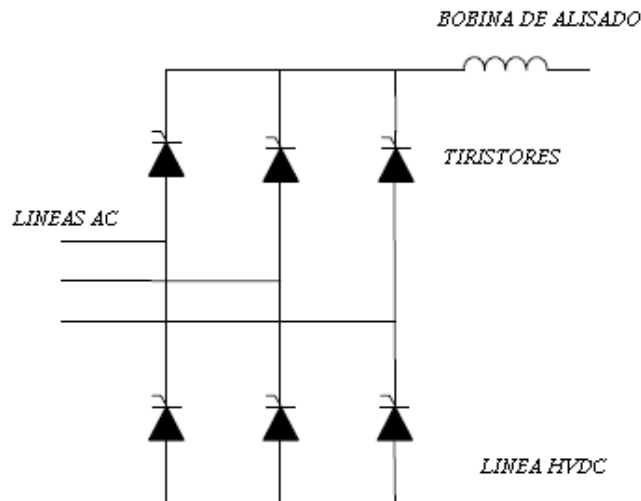 BOBINA DE ALISADO
TIRISTORES
LINEAS AC
LINEA HVDC